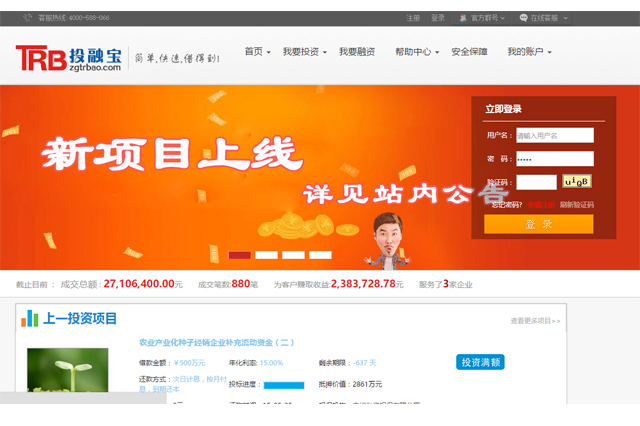 客服热线: 4000-588-066
注册 登录 官方群号 在线客服
TRB 投融宝
zgtrbao.com
简单,快速,借得到!
首页 我要投资 我要融资 帮助中心 安全保障 我的账户
立即登录
新项目上线
用户名: 请输入用户名
密 码: •••••
详见站内公告
验证码:
忘记密码? 刷新验证码
登 录
截止目前: 成交总额: 27,106,400.00元 成交笔数:880笔 为客户赚取收益:2,383,728.78元 服务了3家企业
上一投资项目
查看更多项目>>
农业产业化种子经销企业补充流动资金(二)
借款金额: ￥500万元 年化利率: 15.00% 剩余期限: -637 天
投资满额
还款方式: 次日计息,按月付息,到期还本
投标进度:
抵押价值: 2861万元